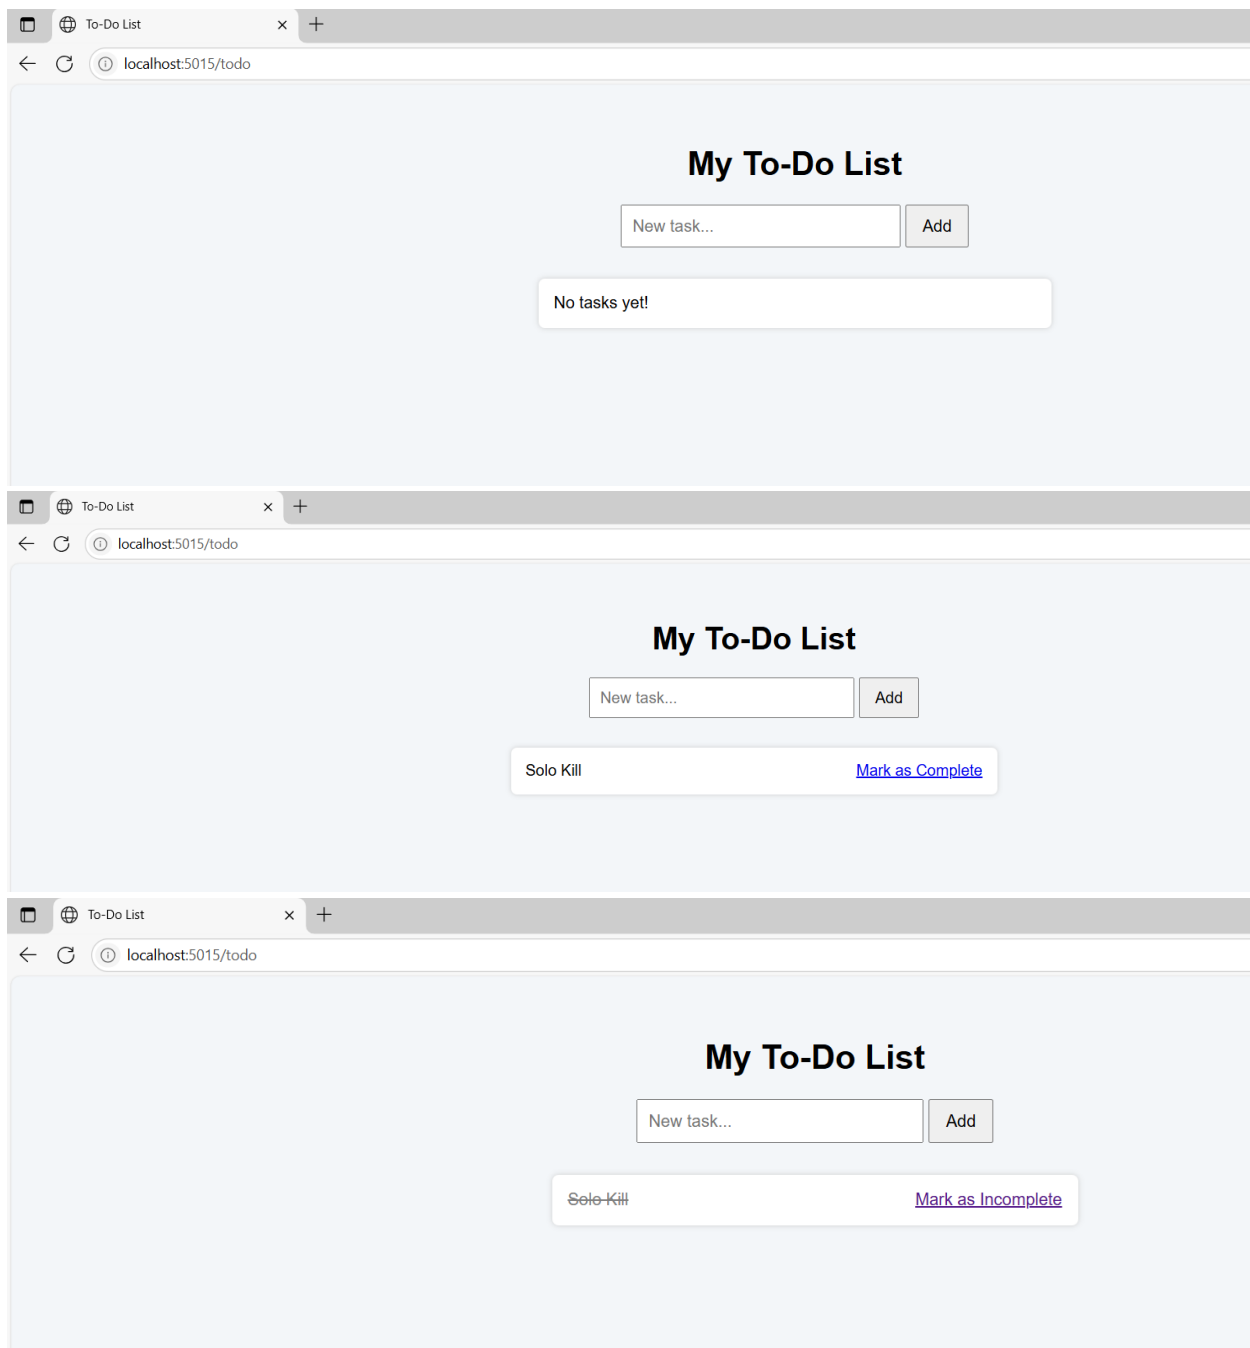 To-Do List
localhost:5015/todo
My To-Do List
New task... Add
No tasks yet!
To-Do List
localhost:5015/todo
My To-Do List
New task... Add
Solo Kill Mark as Complete
To-Do List
localhost:5015/todo
My To-Do List
New task... Add
Solo Kill Mark as Incomplete